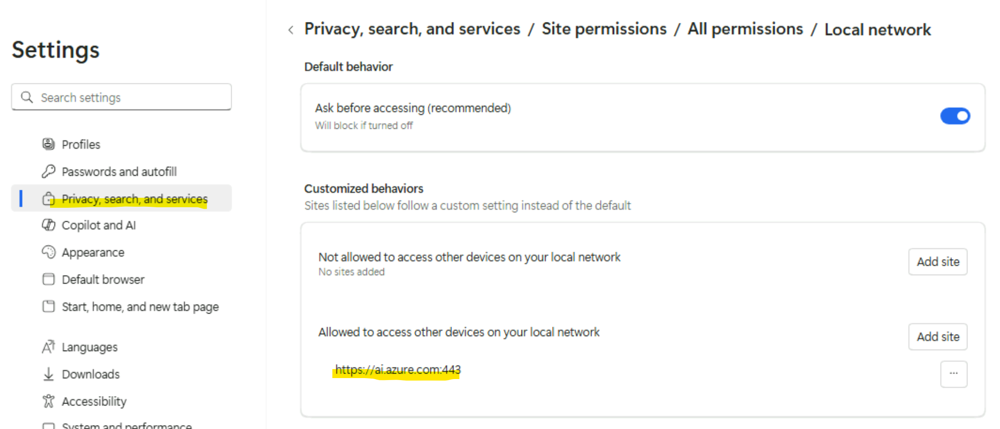 Settings
Search settings
Profiles
Passwords and autofill
Privacy, search, and services
Copilot and AI
Appearance
Default browser
Start, home, and new tab page
Languages
Downloads
Accessibility
System and performance
Privacy, search, and services / Site permissions / All permissions / Local network
Default behavior
Ask before accessing (recommended)
Will block if turned off
Customized behaviors
Sites listed below follow a custom setting instead of the default
Not allowed to access other devices on your local network
No sites added
Add site
Allowed to access other devices on your local network
Add site
https://ai.azure.com:443